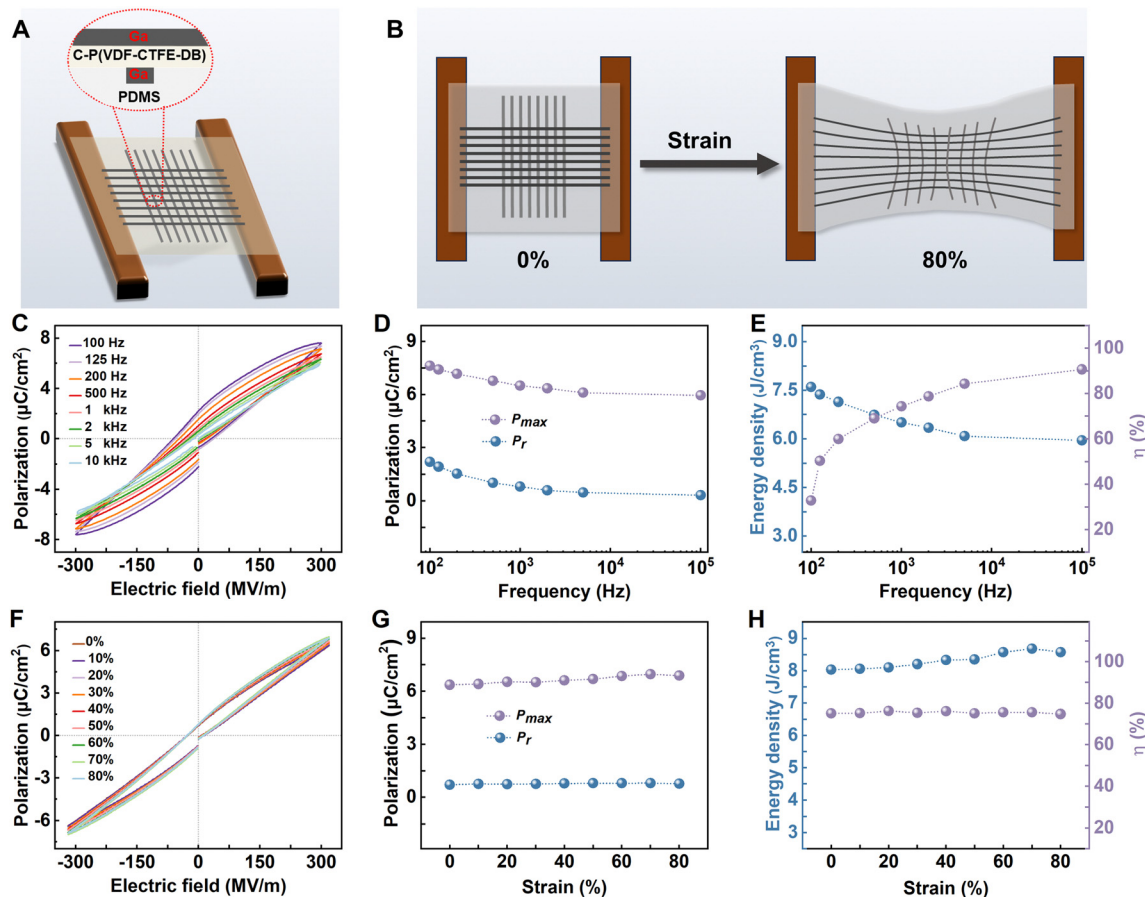 A
Ga
C-P(VDF-CTFE-DB)
Ga
PDMS
B
Strain
0%
80%
C
Polarization (µC/cm²)
8
4
0
-4
-8
100 Hz
125 Hz
200 Hz
500 Hz
1 kHz
2 kHz
5 kHz
10 kHz
-300 -150 0 150 300
Electric field (MV/m)
D
Polarization (µC/cm²)
9
6
3
0
Pmax
Pr
10² 10³ 10⁴ 10⁵
Frequency (Hz)
E
Energy density (J/cm³)
9.0
7.5
6.0
4.5
3.0
100
80
60
40
20
η (%)
10² 10³ 10⁴ 10⁵
Frequency (Hz)
F
Polarization (µC/cm²)
6
3
0
-3
-6
0%
10%
20%
30%
40%
50%
60%
70%
80%
-300 -150 0 150 300
Electric field (MV/m)
G
Polarization (µC/cm²)
9
6
3
0
Pmax
Pr
0 20 40 60 80
Strain (%)
H
Energy density (J/cm³)
9
8
7
6
5
4
3
100
80
60
40
20
η (%)
0 20 40 60 80
Strain (%)